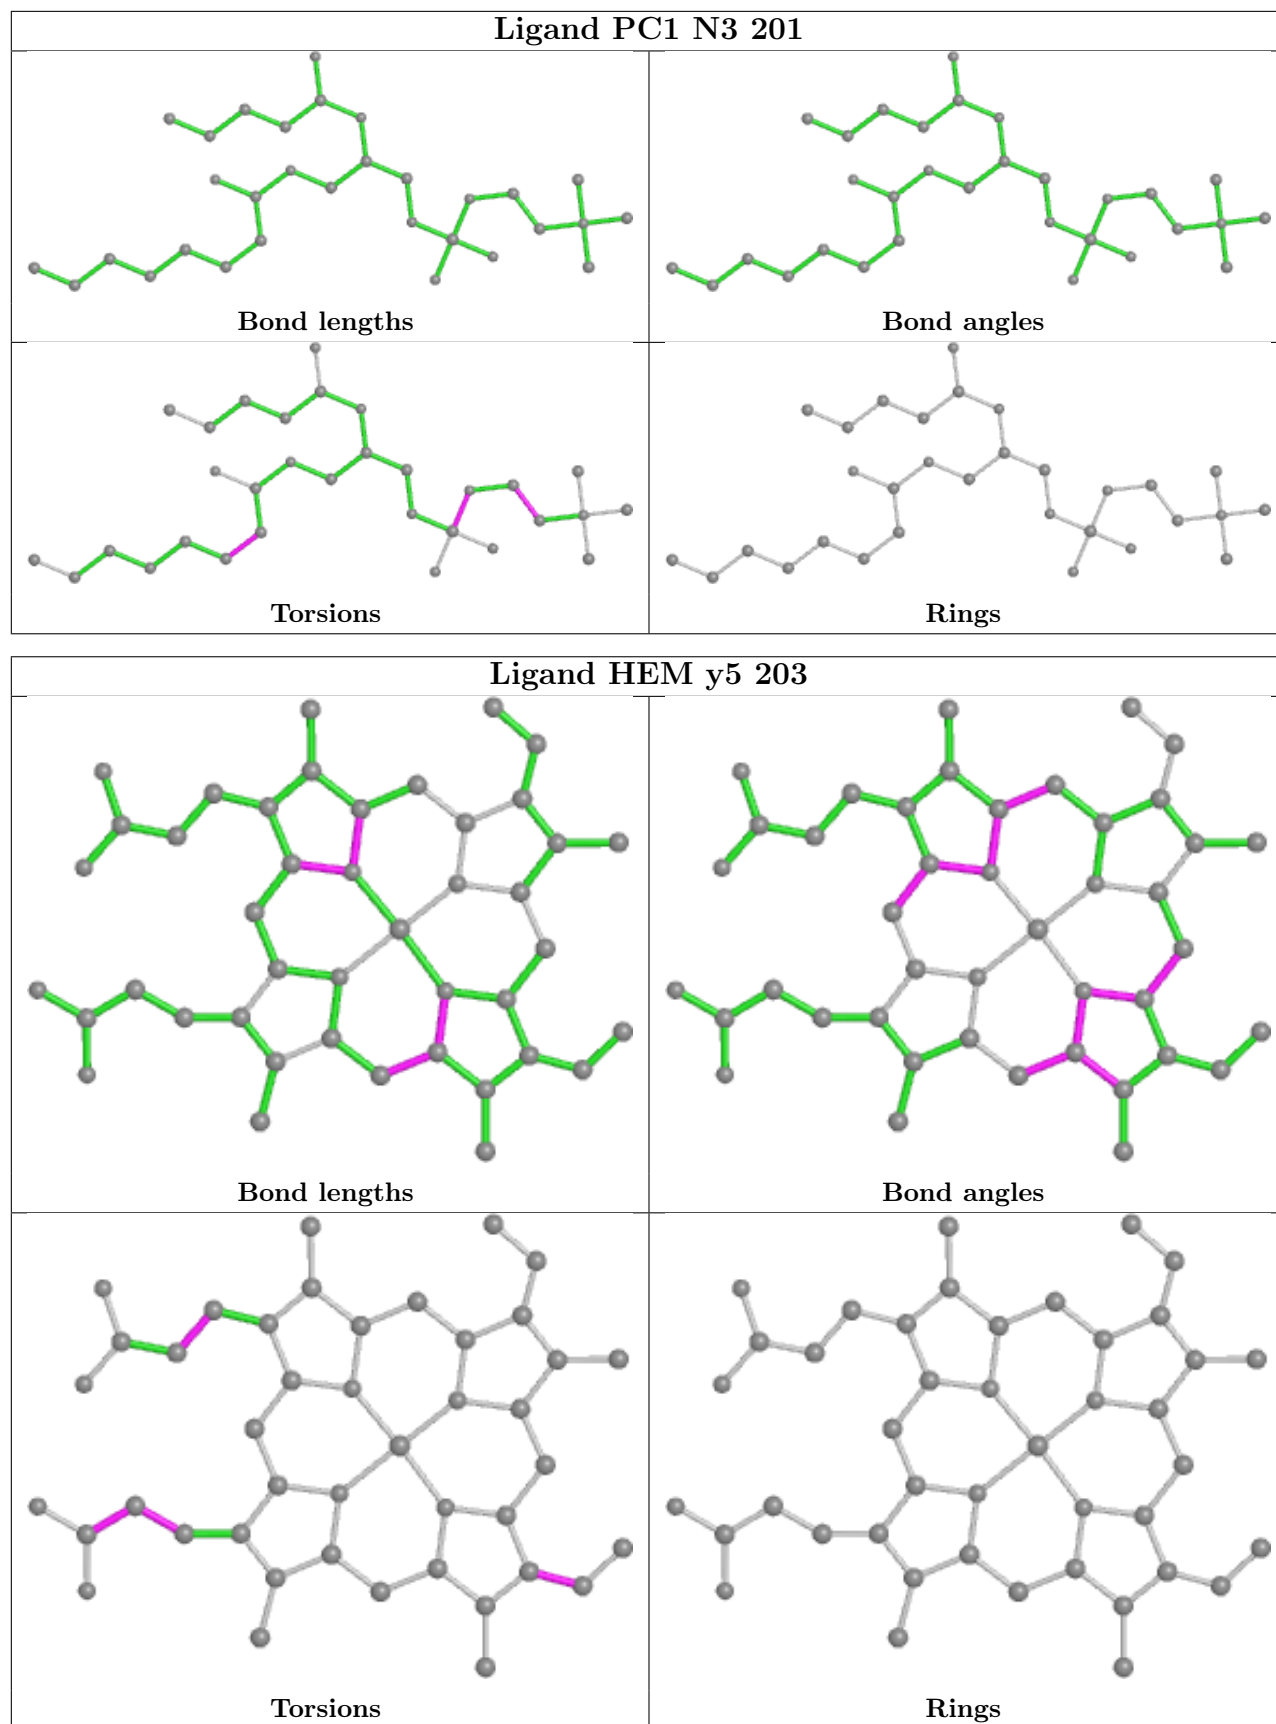 Ligand PC1 N3 201
Bond lengths
Bond angles
Torsions
Rings
Ligand HEM y5 203
Bond lengths
Bond angles
Torsions
Rings